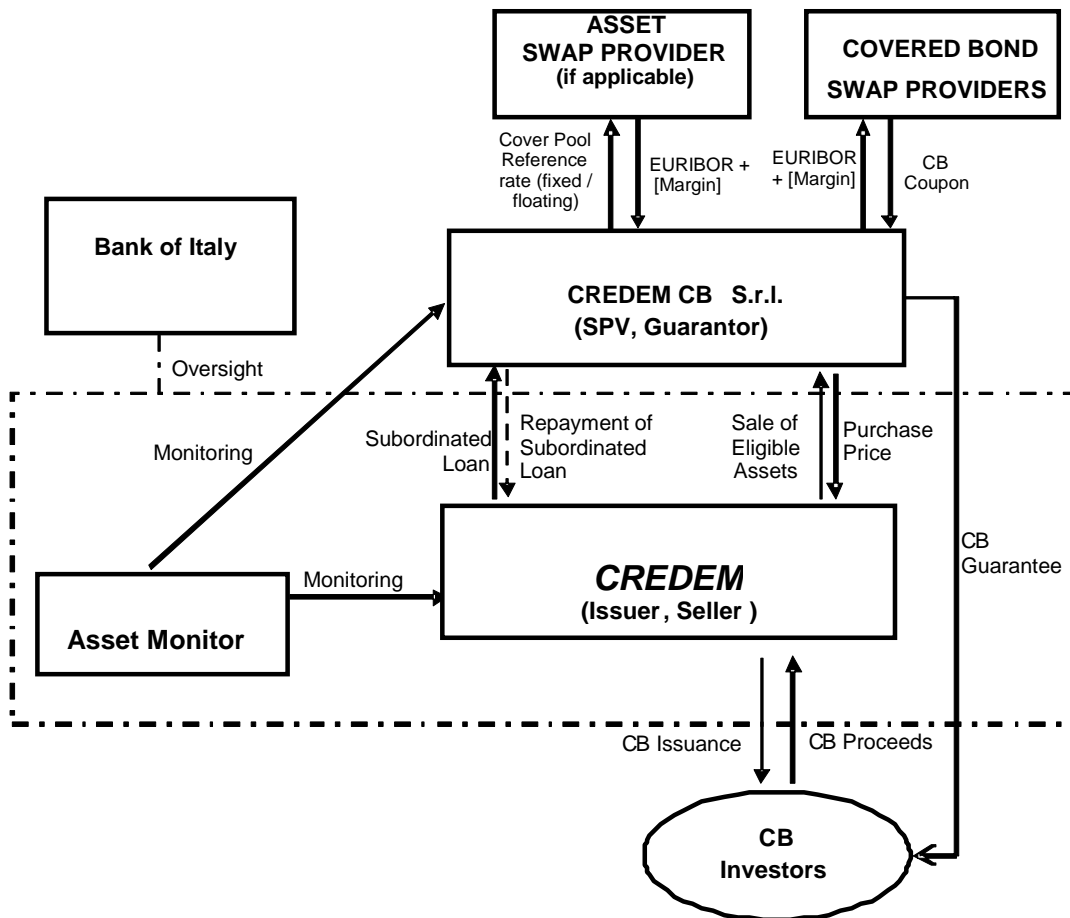 ASSET
SWAP PROVIDER
(if applicable)
COVERED BOND
SWAP PROVIDERS
Cover Pool
Reference
rate (fixed /
floating)
EURIBOR +
[Margin]
EURIBOR
+ [Margin]
CB
Coupon
Bank of Italy
CREDEM CB S.r.l.
(SPV, Guarantor)
Oversight
Monitoring
Subordinated
Loan
Repayment of
Subordinated
Loan
Sale of
Eligible
Assets
Purchase
Price
CB
Guarantee
Monitoring
CREDEM
(Issuer, Seller )
Asset Monitor
CB Issuance
CB Proceeds
CB
Investors